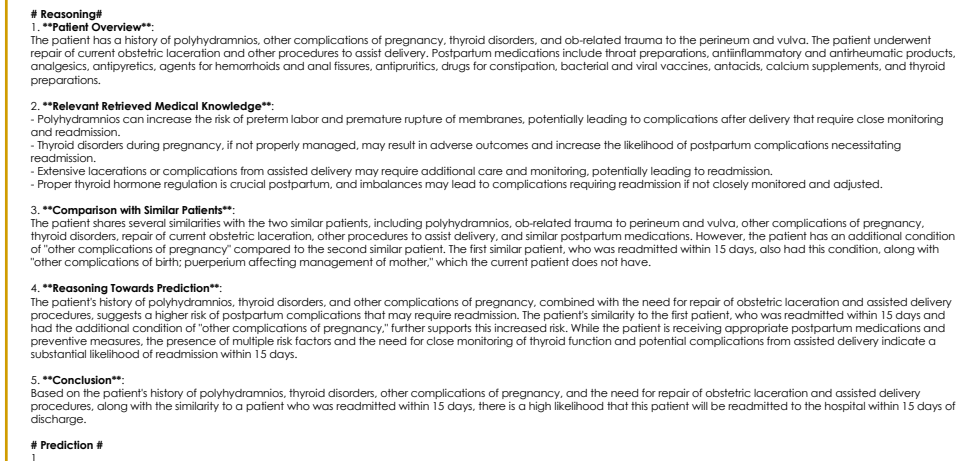 # Reasoning#
1. **Patient Overview**:
The patient has a history of polyhydramnios, other complications of pregnancy, thyroid disorders, and ob-related trauma to the perineum and vulva. The patient underwent
repair of current obstetric laceration and other procedures to assist delivery. Postpartum medications include throat preparations, antiinflammatory and antirheumatic products,
analgesics, antipyretics, agents for hemorrhoids and anal fissures, antipruritics, drugs for constipation, bacterial and viral vaccines, antacids, calcium supplements, and thyroid
preparations.
2. **Relevant Retrieved Medical Knowledge**:
- Polyhydramnios can increase the risk of preterm labor and premature rupture of membranes, potentially leading to complications after delivery that require close monitoring
and readmission.
- Thyroid disorders during pregnancy, if not properly managed, may result in adverse outcomes and increase the likelihood of postpartum complications necessitating
readmission.
- Extensive lacerations or complications from assisted delivery may require additional care and monitoring, potentially leading to readmission.
- Proper thyroid hormone regulation is crucial postpartum, and imbalances may lead to complications requiring readmission if not closely monitored and adjusted.
3. **Comparison with Similar Patients**:
The patient shares several similarities with the two similar patients, including polyhydramnios, ob-related trauma to perineum and vulva, other complications of pregnancy,
thyroid disorders, repair of current obstetric laceration, other procedures to assist delivery, and similar postpartum medications. However, the patient has an additional condition
of "other complications of pregnancy" compared to the second similar patient. The first similar patient, who was readmitted within 15 days, also had this condition, along with
"other complications of birth; puerperium affecting management of mother," which the current patient does not have.
4. **Reasoning Towards Prediction**:
The patient's history of polyhydramnios, thyroid disorders, and other complications of pregnancy, combined with the need for repair of obstetric laceration and assisted delivery
procedures, suggests a higher risk of postpartum complications that may require readmission. The patient's similarity to the first patient, who was readmitted within 15 days and
had the additional condition of "other complications of pregnancy," further supports this increased risk. While the patient is receiving appropriate postpartum medications and
preventive measures, the presence of multiple risk factors and the need for close monitoring of thyroid function and potential complications from assisted delivery indicate a
substantial likelihood of readmission within 15 days.
5. **Conclusion**:
Based on the patient's history of polyhydramnios, thyroid disorders, other complications of pregnancy, and the need for repair of obstetric laceration and assisted delivery
procedures, along with the similarity to a patient who was readmitted within 15 days, there is a high likelihood that this patient will be readmitted to the hospital within 15 days of
discharge.
# Prediction #
1